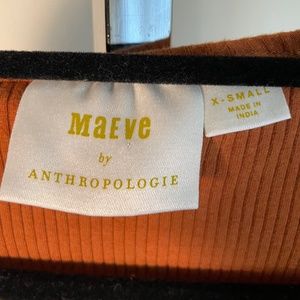 MaEve
by
ANTHROPOLOGIE
X-SMALL
MADE IN
INDIA